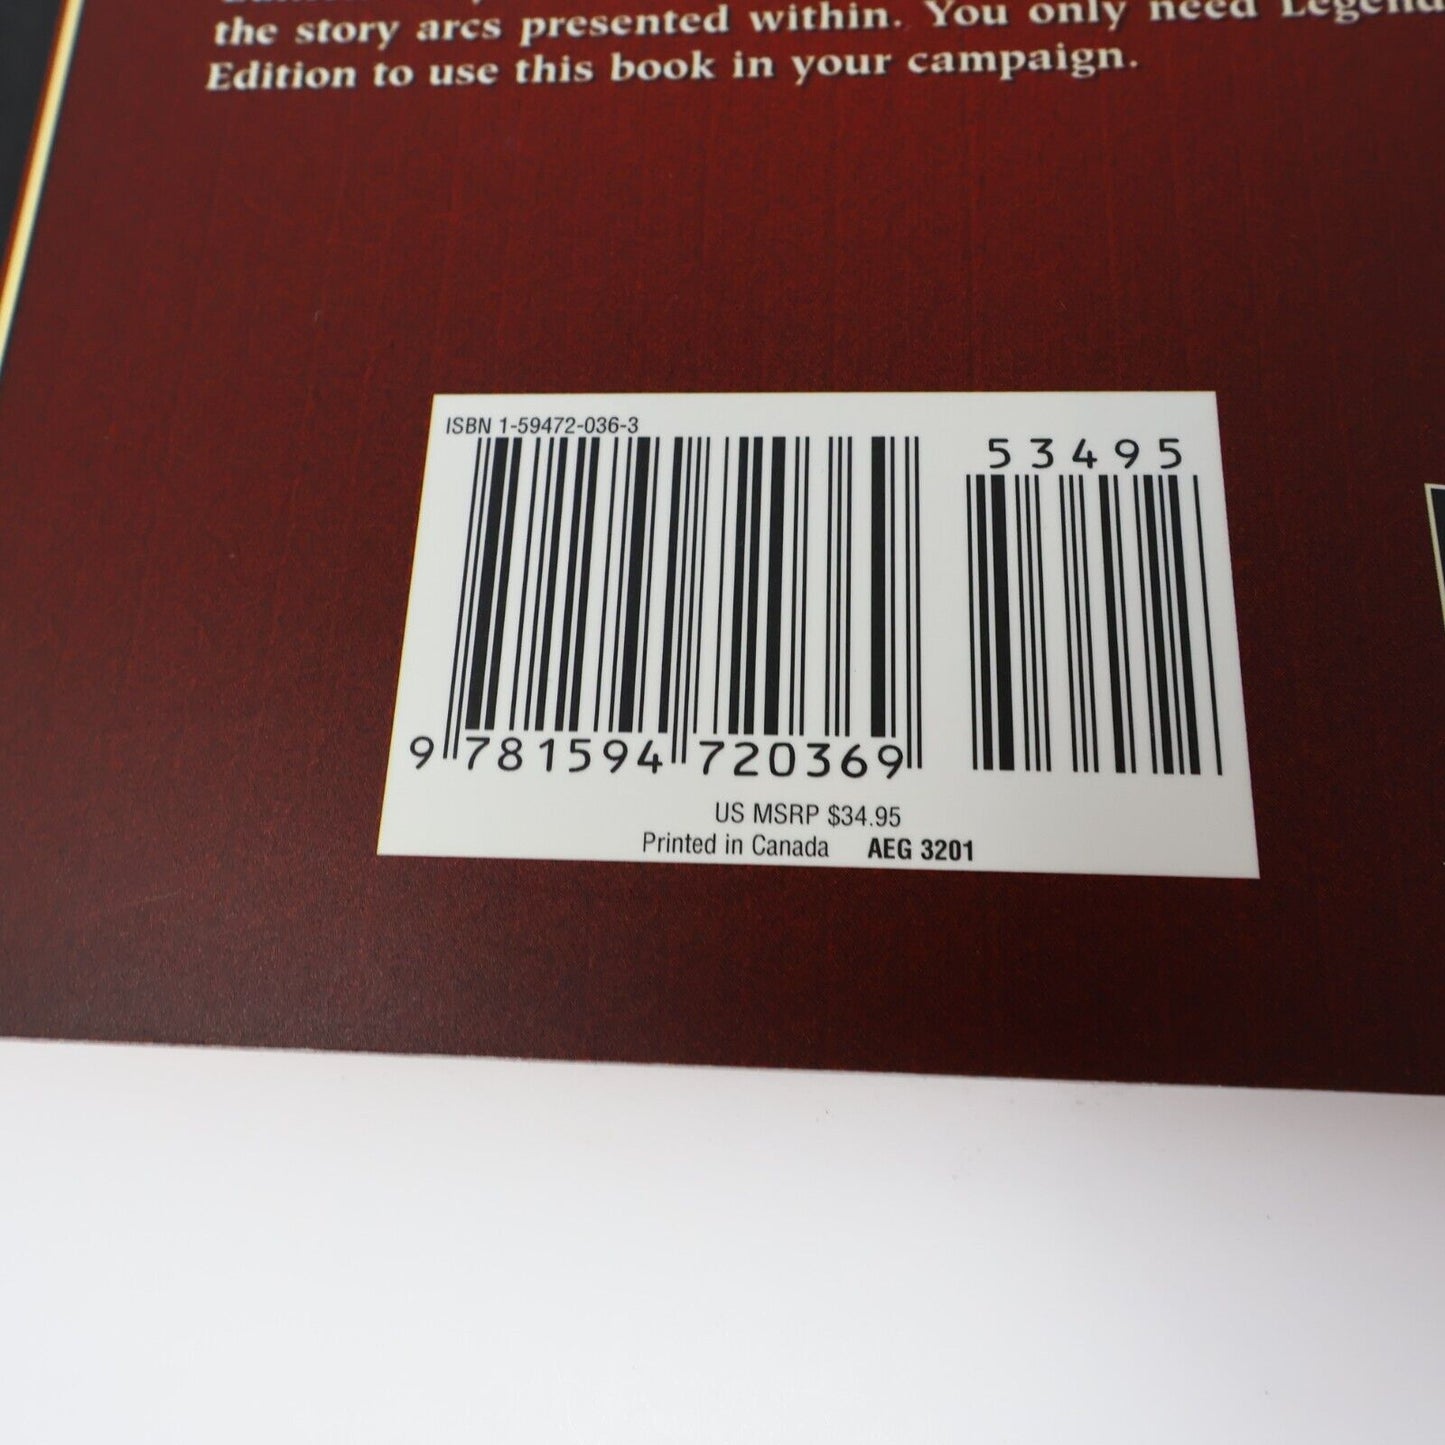 the story arcs presented within. You only need Legend
Edition to use this book in your campaign.
ISBN 1-59472-036-3
53495
9 781594 720369
US MSRP $34.95
Printed in Canada AEG 3201